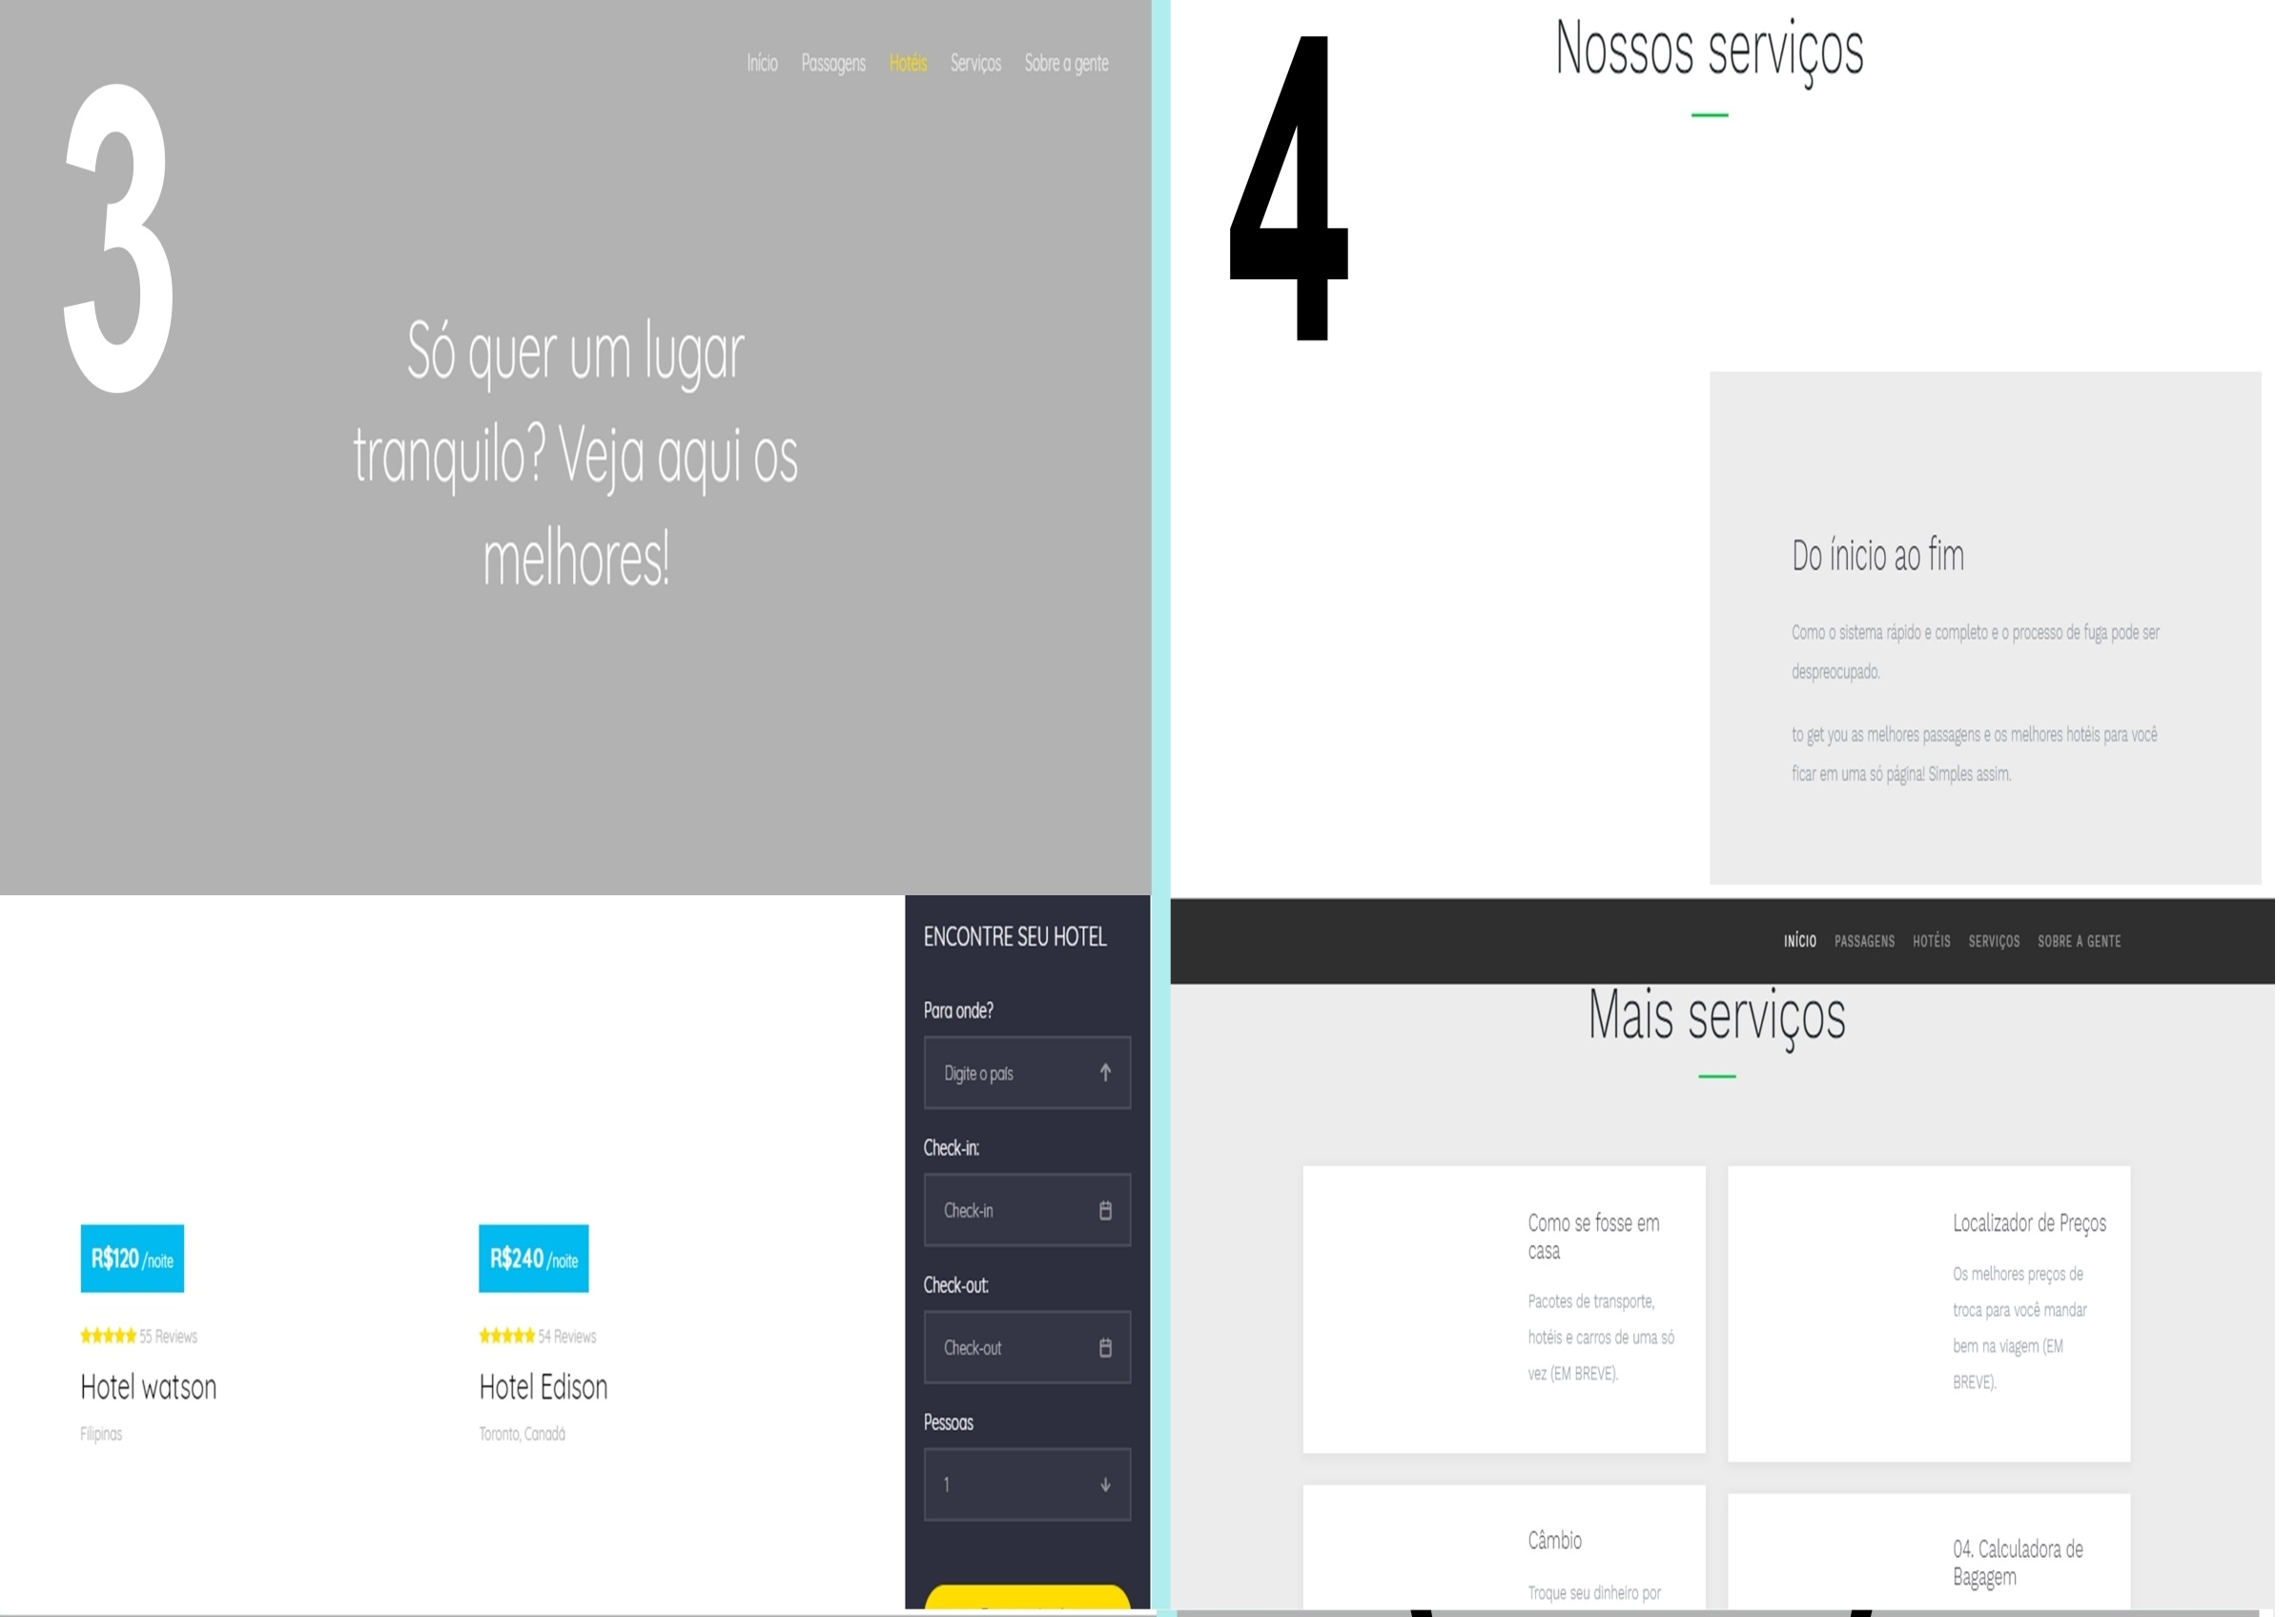 3
Início Passagens Hotéis Serviços Sobre a gente
Só quer um lugar
tranquilo? Veja aqui os
melhores!
R$120 /noite
55 Reviews
Hotel watson
Filipinas
R$240 /noite
54 Reviews
Hotel Edison
Toronto, Canadá
ENCONTRE SEU HOTEL
Para onde?
Digite o país
Check-in:
Check-in
Check-out:
Check-out
Pessoas
1
4
Nossos serviços
Do ínicio ao fim
Como o sistema rápido e completo e o processo de fuga pode ser
despreocupado.
to get you as melhores passagens e os melhores hotéis para você
ficar em uma só página! Simples assim.
INÍCIO PASSAGENS HOTÉIS SERVIÇOS SOBRE A GENTE
Mais serviços
Como se fosse em
casa
Pacotes de transporte,
hotéis e carros de uma só
vez (EM BREVE).
Localizador de Preços
Os melhores preços de
troca para você mandar
bem na viagem (EM
BREVE).
Câmbio
Troque seu dinheiro por
04. Calculadora de
Bagagem